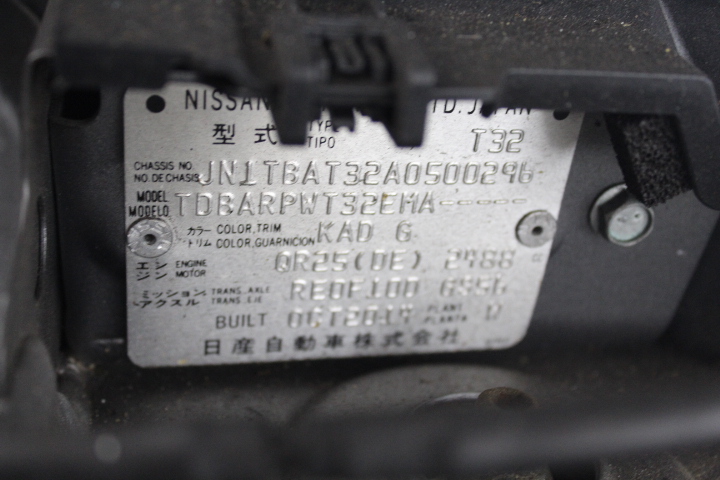 NISSAN TD. JAPAN
型式 TYPE TIPO T32
CHASSIS NO. NO. DE CHASIS JN1TBAT32A0500296
MODEL MODELO TDBARPWT32EMA-----
カラー トリム COLOR, TRIM COLOR, GUARNICION KAD G
エンジン ENGINE MOTOR QR25(DE) 2488
ミッション アクスル TRANS. AXLE TRANS. EJE RE0F10D
BUILT OCT2014 PLANT PLANTA
日産自動車株式会社